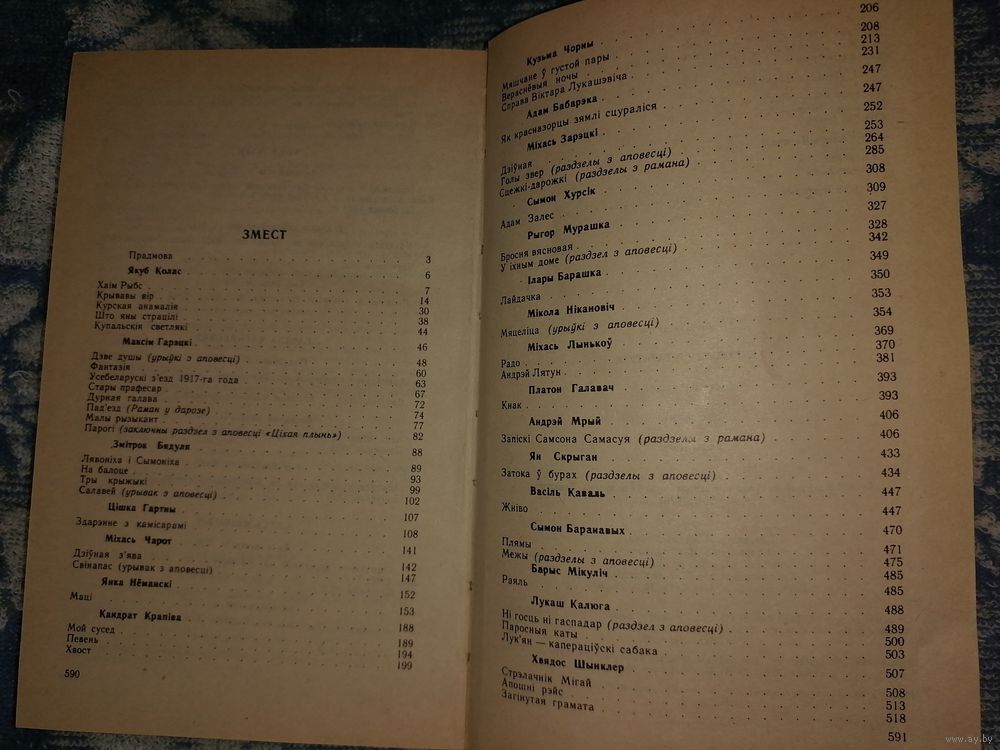 ЗМЕСТ
Прадмова 3
Якуб Колас 6
Хаім Рыбс 7
Крывавы вір 14
Курская анамалія 30
Што яны страцілі 38
Купальскія светлякі 44
Максім Гарэцкі 46
Дзве душы (урыўкі з аповесці) 48
Фантазія 60
Усебеларускі з'езд 1917-га года 63
Стары прафесар 67
Дурная галава 72
Пад'езд (Раман у дарозе) 74
Малы рызыкант 77
Парогі (заключны раздзел з аповесці «Ціхая плынь») 82
Змітрок Бядуля 88
Лявоніха і Сымоніха 89
На балоце 93
Тры крыжыкі 99
Салавей (урывак з аповесці) 102
Цішка Гартны 107
Здарэнне з камісарамі 108
Міхась Чарот 141
Дзіўная з'ява 142
Свінапас (урывак з аповесці) 147
Янка Нёманскі 152
Маці 153
Кандрат Крапіва 188
Мой сусед 189
Певень 194
Хвост 199
590
Кузьма Чорны 206
Мяшчане ў густой пары 208
Вераснёвыя ночы 213
Справа Віктара Лукашэвіча 231
Адам Бабарэка 247
Як красназорцы зямлі сцураліся 247
Міхась Зарэцкі 252
Дзіўная 253
Голы звер (раздзелы з аповесці) 264
Сцежкі-дарожкі (раздзелы з рамана) 285
Сымон Хурсік 308
Адам Залес 309
Рыгор Мурашка 327
Бросня вясновая 328
У іхным доме (раздзел з аповесці) 342
Ілары Барашка 349
Лайдачка 350
Мікола Нікановіч 353
Мяцеліца (урыўкі з аповесці) 354
Міхась Лынькоў 369
Радо 370
Андрэй Лятун 381
Платон Галавач 393
Кнак 393
Андрэй Мрый 406
Запіскі Самсона Самасуя (раздзелы з рамана) 406
Ян Скрыган 433
Затока ў бурах (раздзелы з аповесці) 434
Васіль Каваль 447
Жніво 447
Сымон Баранавых 470
Плямы 471
Межы (раздзелы з аповесці) 475
Барыс Мікуліч 485
Раяль 485
Лукаш Калюга 488
Ні госць ні гаспадар (раздзел з аповесці) 489
Паросныя каты 500
Лук'ян — каперацiўскі сабака 503
Хвядос Шынклер 507
Стрэлачнік Мігай 508
Апошні рэйс 513
Загінутая грамата 518
591
www.ay.by